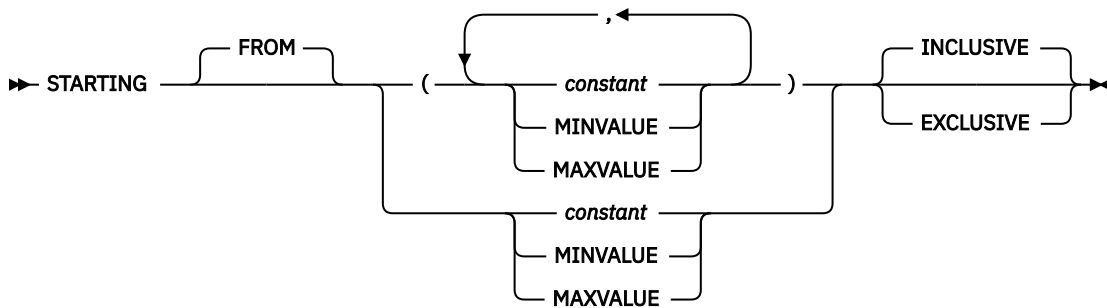 ,
FROM INCLUSIVE
STARTING ( constant )
MINVALUE EXCLUSIVE
MAXVALUE
constant
MINVALUE
MAXVALUE